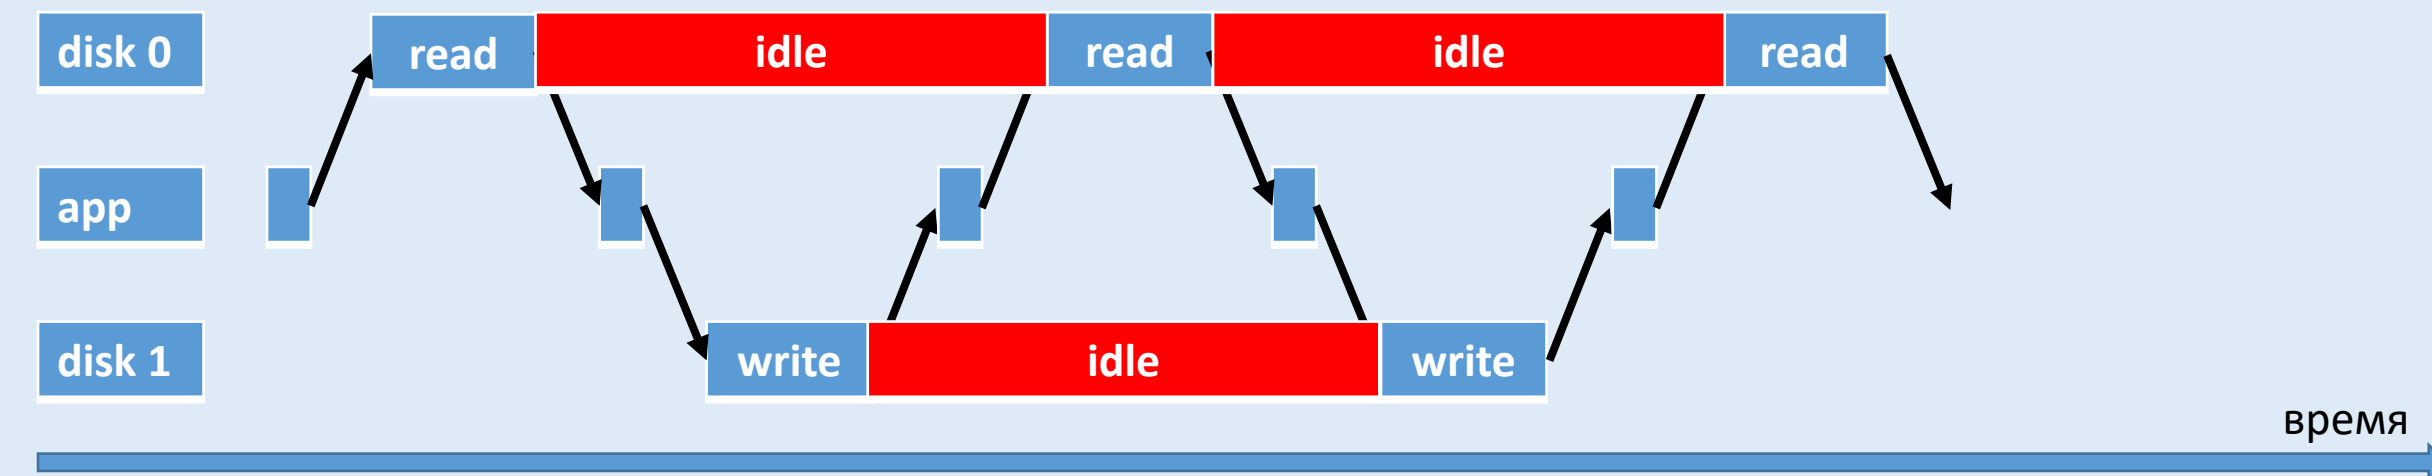 disk 0
read
idle
read
idle
read
app
disk 1
write
idle
write
время